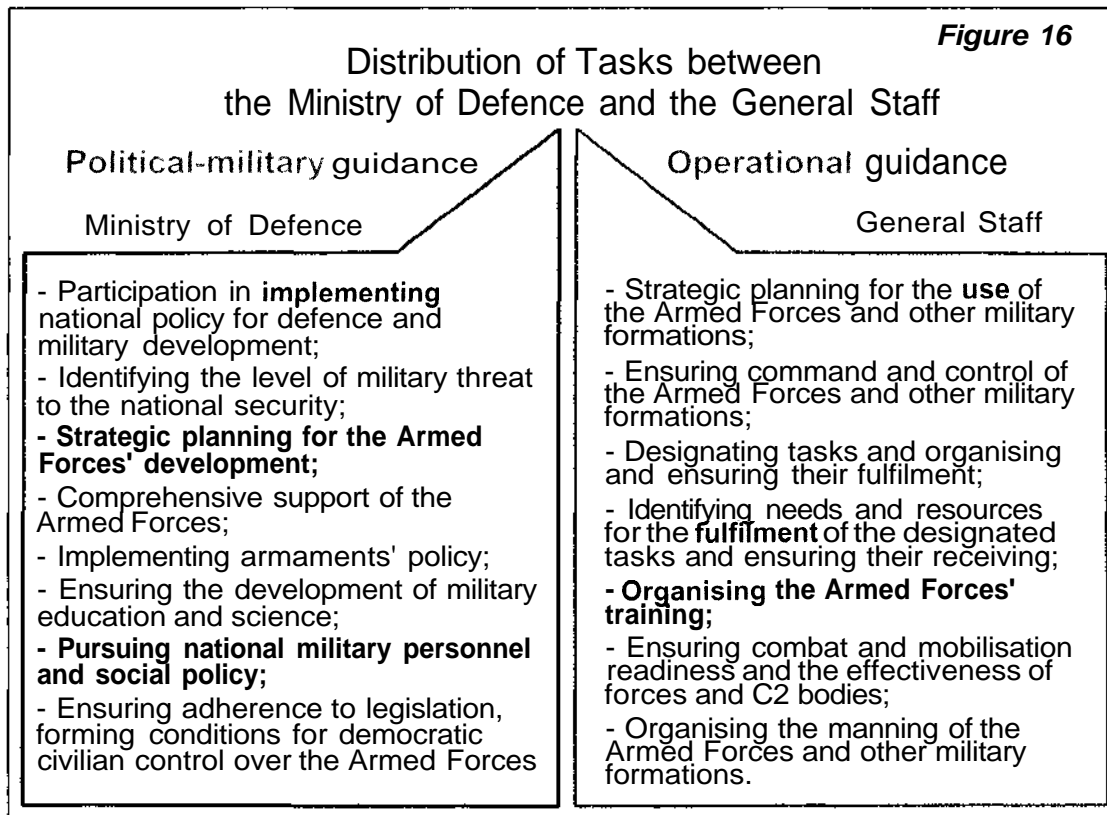 Figure 16
Distribution of Tasks between
the Ministry of Defence and the General Staff
Political-military guidance
Ministry of Defence
- Participation in implementing
national policy for defence and
military development;
- Identifying the level of military threat
to the national security;
- Strategic planning for the Armed
Forces' development;
- Comprehensive support of the
Armed Forces;
- Implementing armaments' policy;
- Ensuring the development of military
education and science;
- Pursuing national military personnel
and social policy;
- Ensuring adherence to legislation,
forming conditions for democratic
civilian control over the Armed Forces
Operational guidance
General Staff
- Strategic planning for the use of
the Armed Forces and other military
formations;
- Ensuring command and control of
the Armed Forces and other military
formations;
- Designating tasks and organising
and ensuring their fulfilment;
- Identifying needs and resources
for the fulfilment of the designated
tasks and ensuring their receiving;
- Organising the Armed Forces'
training;
- Ensuring combat and mobilisation
readiness and the effectiveness of
forces and C2 bodies;
- Organising the manning of the
Armed Forces and other military
formations.